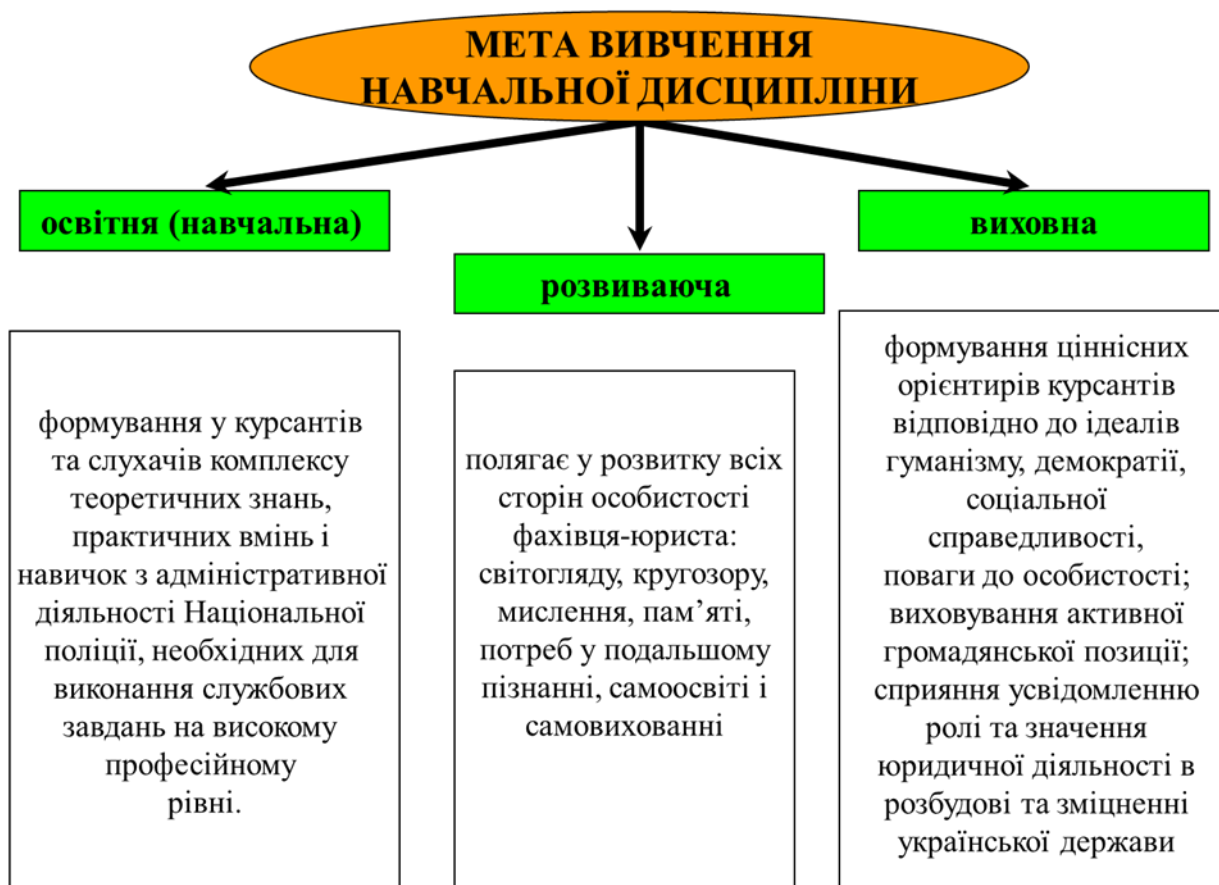 МЕТА ВИВЧЕННЯ
НАВЧАЛЬНОЇ ДИСЦИПЛІНИ
освітня (навчальна)
формування у курсантів
та слухачів комплексу
теоретичних знань,
практичних вмінь і
навичок з адміністративної
діяльності Національної
поліції, необхідних для
виконання службових
завдань на високому
професійному
рівні.
розвиваюча
полягає у розвитку всіх
сторін особистості
фахівця-юриста:
світогляду, кругозору,
мислення, пам’яті,
потреб у подальшому
пізнанні, самоосвіті і
самовихованні
виховна
формування ціннісних
орієнтирів курсантів
відповідно до ідеалів
гуманізму, демократії,
соціальної
справедливості,
поваги до особистості;
виховування активної
громадянської позиції;
сприяння усвідомленню
ролі та значення
юридичної діяльності в
розбудові та зміцненні
української держави